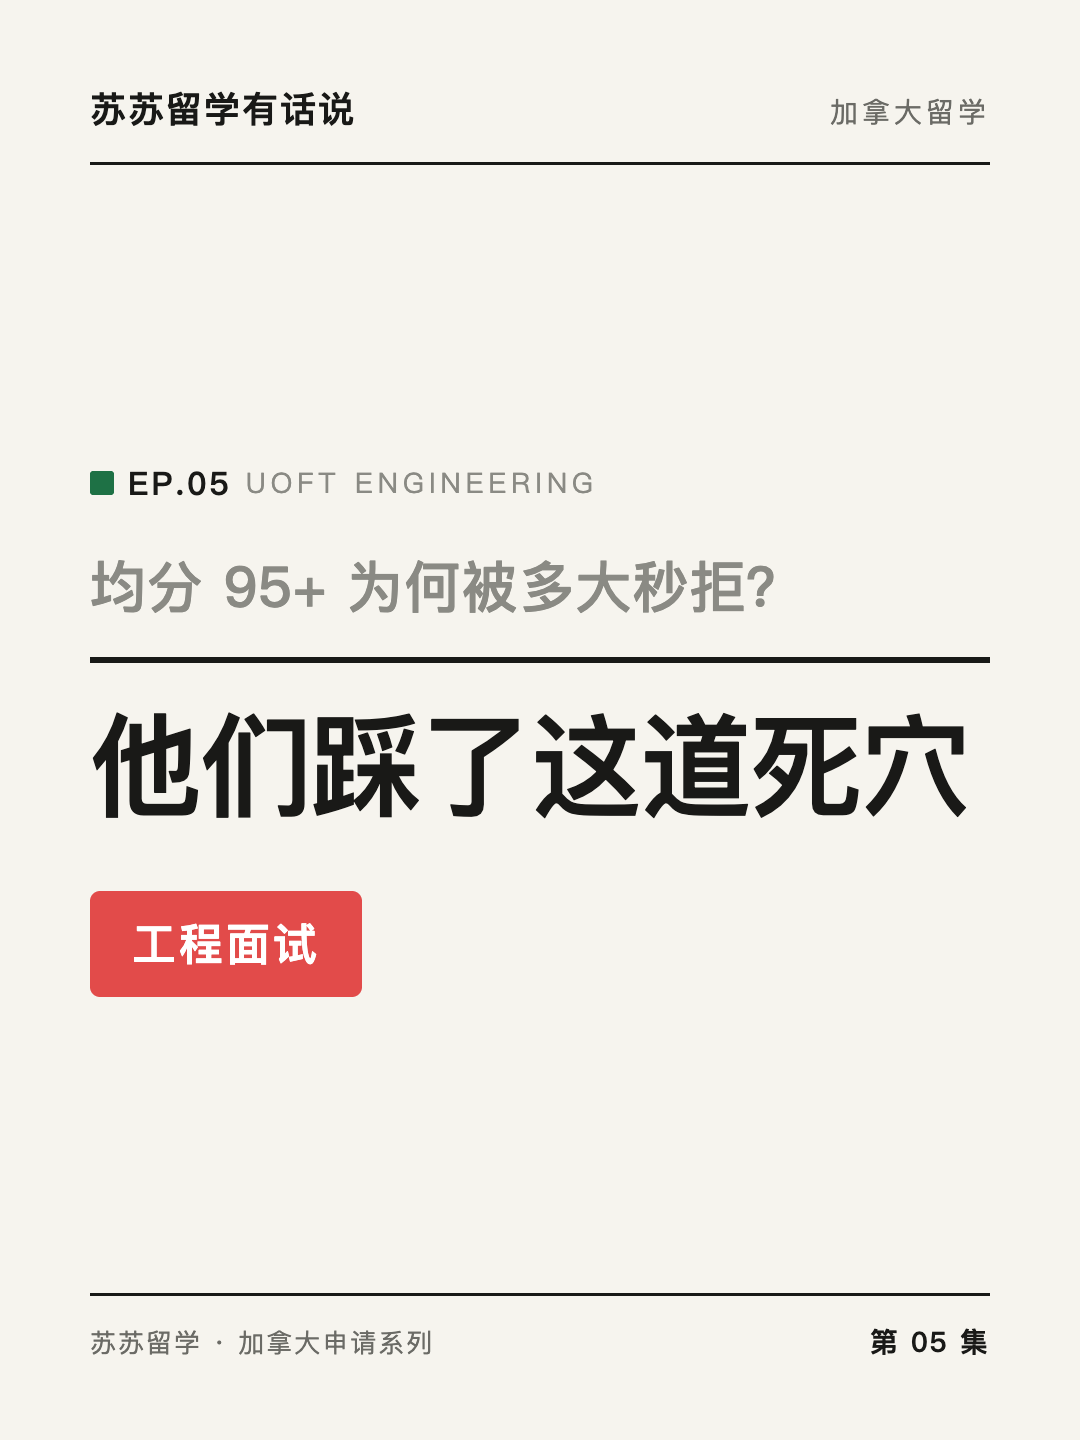 苏苏留学有话说
加拿大留学
EP.05 UOFT ENGINEERING
均分 95+ 为何被多大秒拒?
他们踩了这道死穴
工程面试
苏苏留学 · 加拿大申请系列
第 05 集